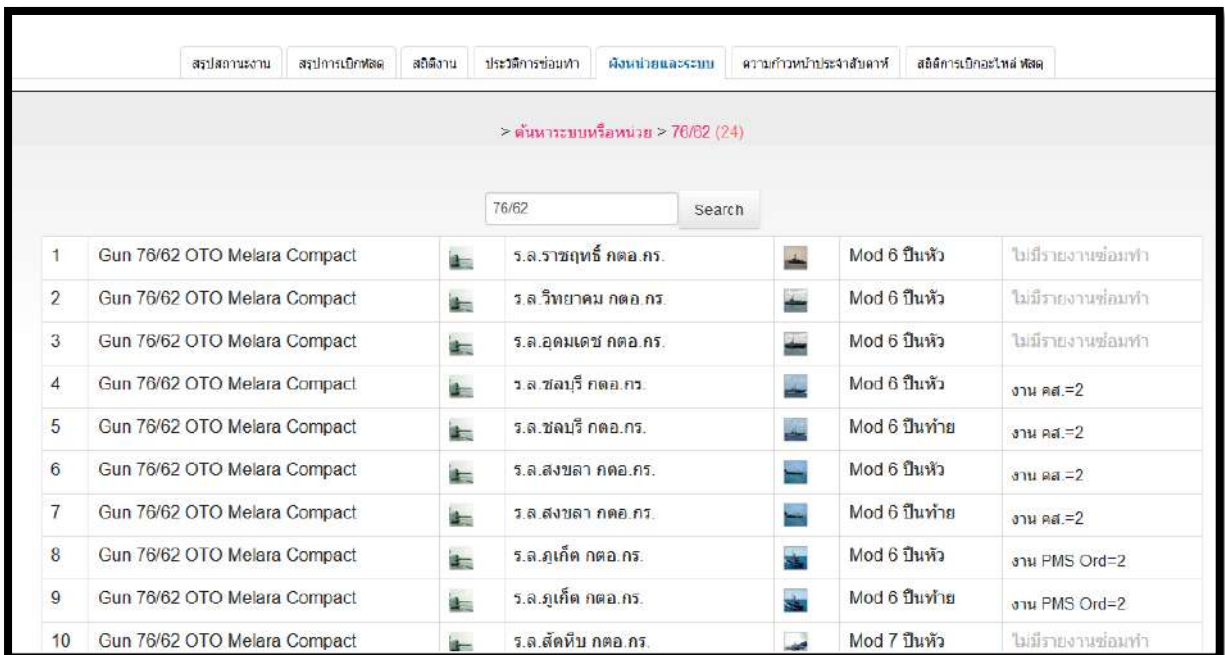 สรุปสถานะงาน สรุปการเบิกพัสดุ สถิติงาน ประวัติการซ่อมทำ ผังหน่วยและระบบ ความก้าวหน้าประจำสัปดาห์ สถิติการเบิกอะไหล่ พัสดุ
> ค้นหาระบบหรือหน่วย > 76/62 (24)
76/62 Search
1 Gun 76/62 OTO Melara Compact ร.ล.ราชฤทธิ์ กตอ.กร. Mod 6 ปืนหัว ไม่มีรายงานซ่อมทำ
2 Gun 76/62 OTO Melara Compact ร.ล.วิทยาคม กตอ.กร. Mod 6 ปืนหัว ไม่มีรายงานซ่อมทำ
3 Gun 76/62 OTO Melara Compact ร.ล.อุดมเดช กตอ.กร. Mod 6 ปืนหัว ไม่มีรายงานซ่อมทำ
4 Gun 76/62 OTO Melara Compact ร.ล.ชลบุรี กตอ.กร. Mod 6 ปืนหัว งาน คส.=2
5 Gun 76/62 OTO Melara Compact ร.ล.ชลบุรี กตอ.กร. Mod 6 ปืนท้าย งาน คส.=2
6 Gun 76/62 OTO Melara Compact ร.ล.สงขลา กตอ.กร. Mod 6 ปืนหัว งาน คส.=2
7 Gun 76/62 OTO Melara Compact ร.ล.สงขลา กตอ.กร. Mod 6 ปืนท้าย งาน คส.=2
8 Gun 76/62 OTO Melara Compact ร.ล.ภูเก็ต กตอ.กร. Mod 6 ปืนหัว งาน PMS Ord=2
9 Gun 76/62 OTO Melara Compact ร.ล.ภูเก็ต กตอ.กร. Mod 6 ปืนท้าย งาน PMS Ord=2
10 Gun 76/62 OTO Melara Compact ร.ล.สัตหีบ กตอ.กร. Mod 7 ปืนหัว ไม่มีรายงานซ่อมทำ